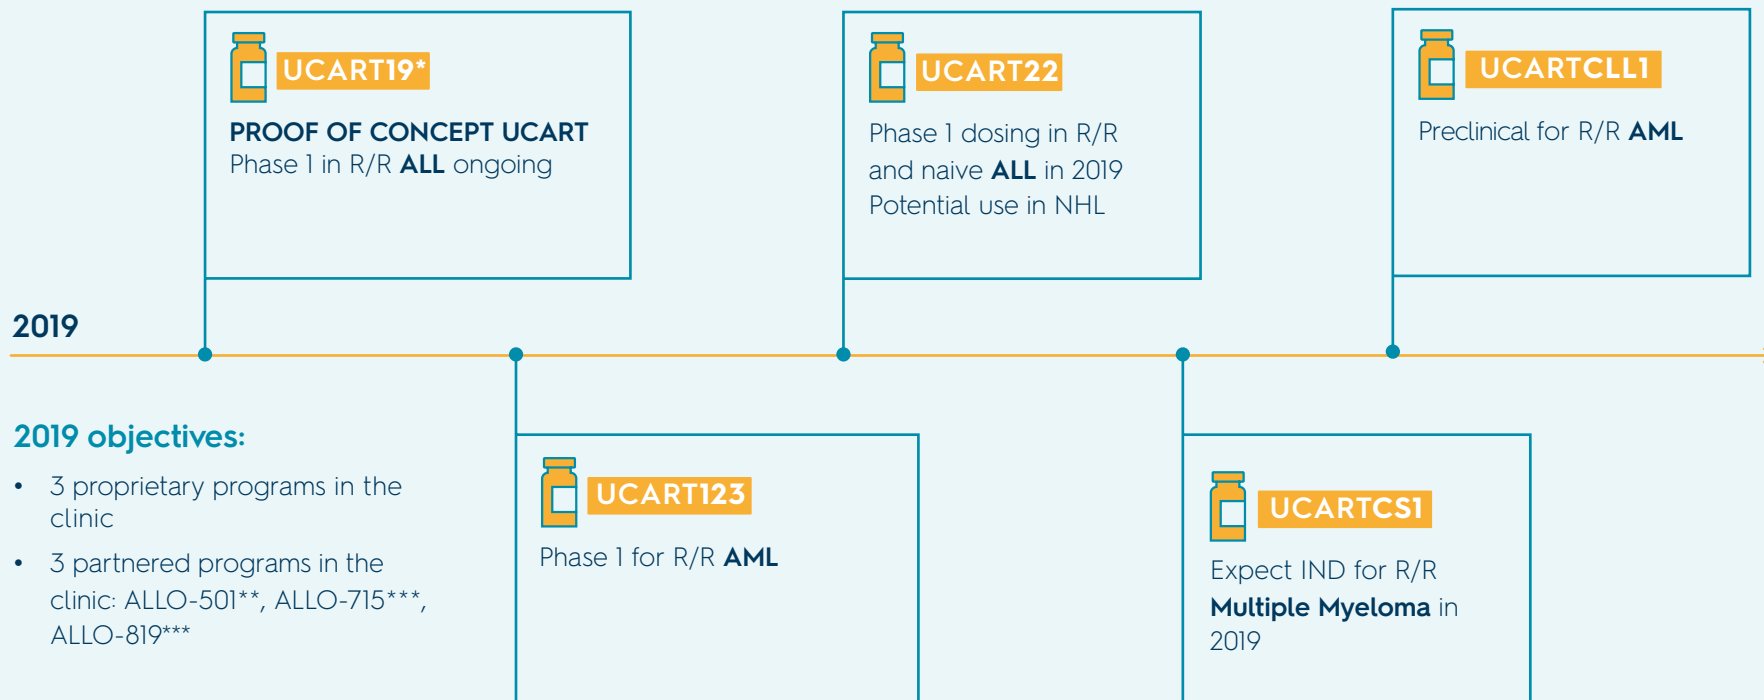 UCART19*
PROOF OF CONCEPT UCART
Phase 1 in R/R ALL ongoing
UCART22
Phase 1 dosing in R/R
and naive ALL in 2019
Potential use in NHL
UCARTCLL1
Preclinical for R/R AML
2019
2019 objectives:
• 3 proprietary programs in the
clinic
• 3 partnered programs in the
clinic: ALLO-501**, ALLO-715***,
ALLO-819***
UCART123
Phase 1 for R/R AML
UCARTCS1
Expect IND for R/R
Multiple Myeloma in
2019